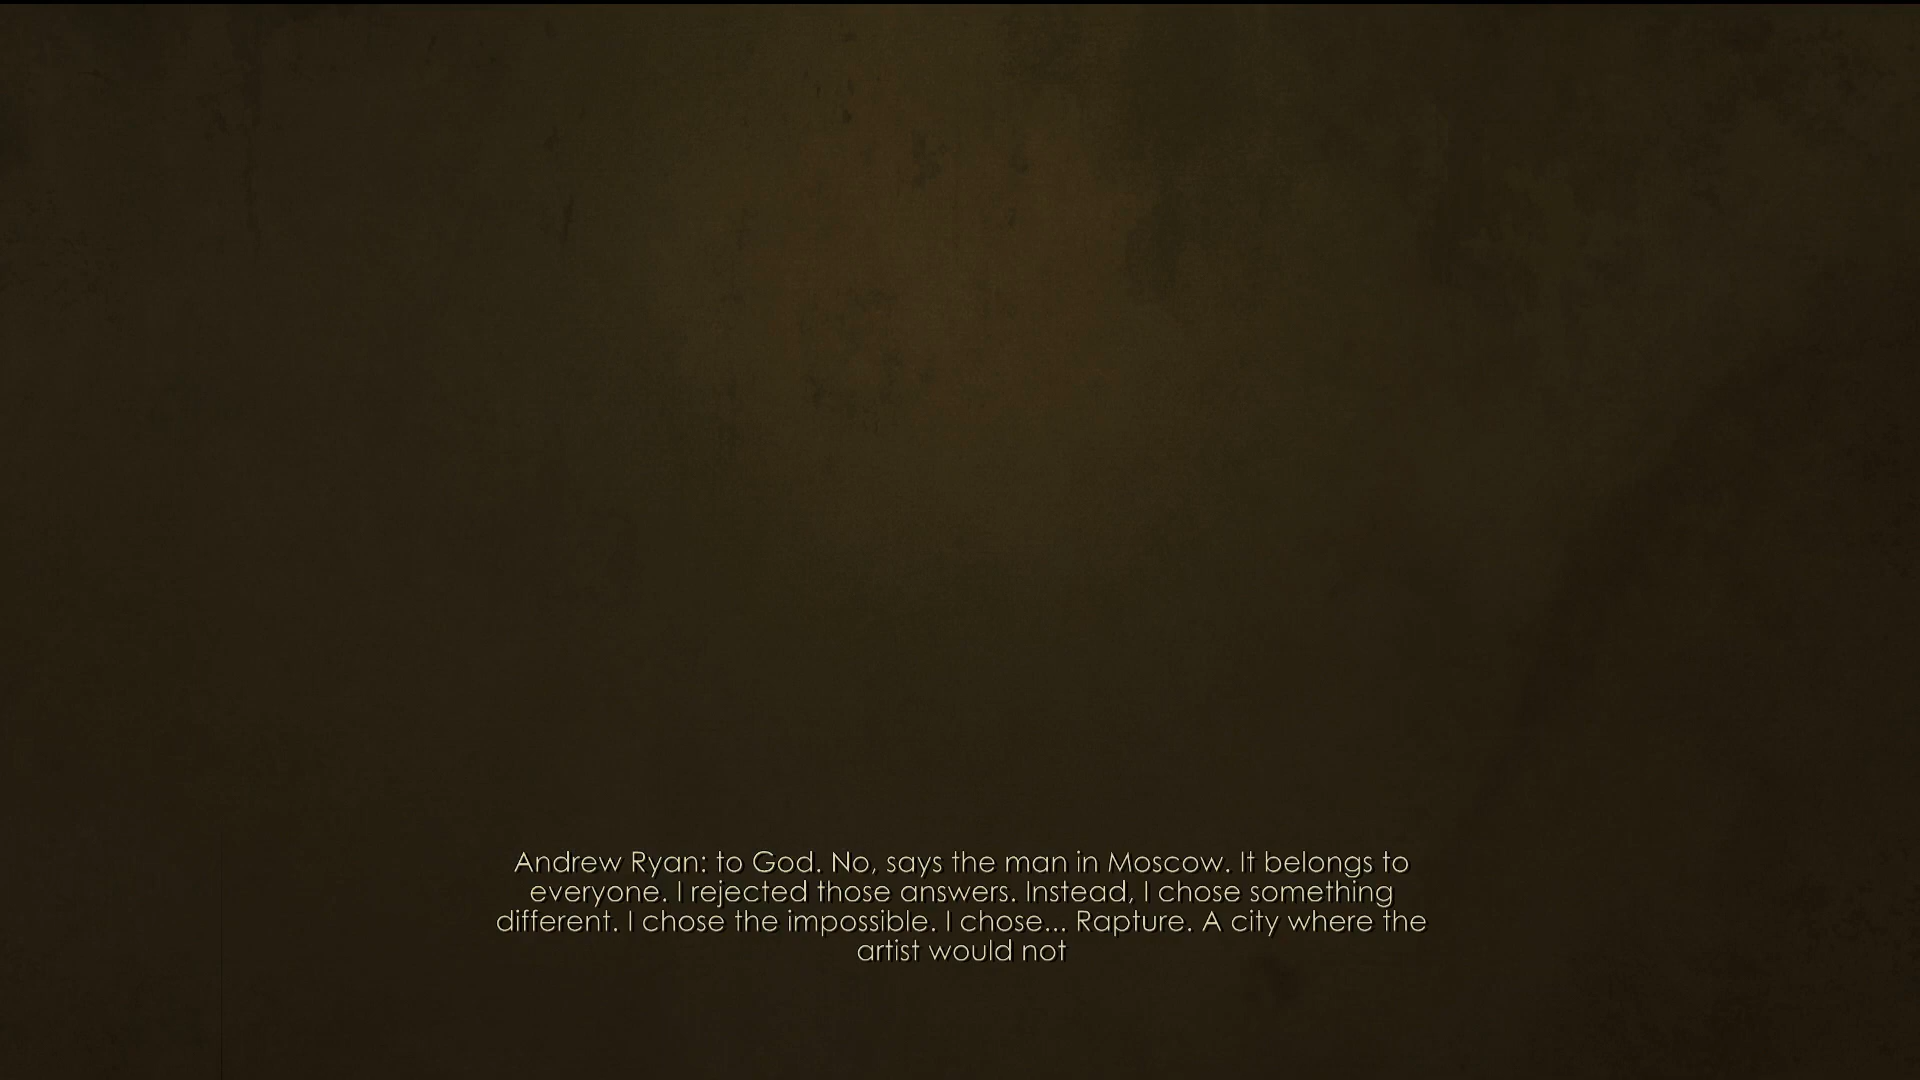 Andrew Ryan: to God. No, says the man in Moscow. It belongs to
everyone. I rejected those answers. Instead, I chose something
different. I chose the impossible. I chose... Rapture. A city where the
artist would not